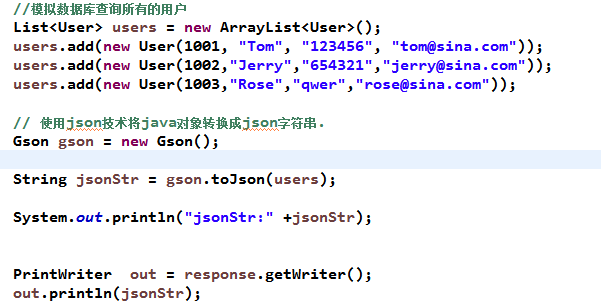 //模拟数据库查询所有的用户
List<User> users = new ArrayList<User>();
users.add(new User(1001, "Tom", "123456", "tom@sina.com"));
users.add(new User(1002,"Jerry","654321","jerry@sina.com"));
users.add(new User(1003,"Rose","qwer","rose@sina.com"));
// 使用json技术将java对象转换成json字符串.
Gson gson = new Gson();
String jsonStr = gson.toJson(users);
System.out.println("jsonStr:" +jsonStr);
PrintWriter  out = response.getWriter();
out.println(jsonStr);